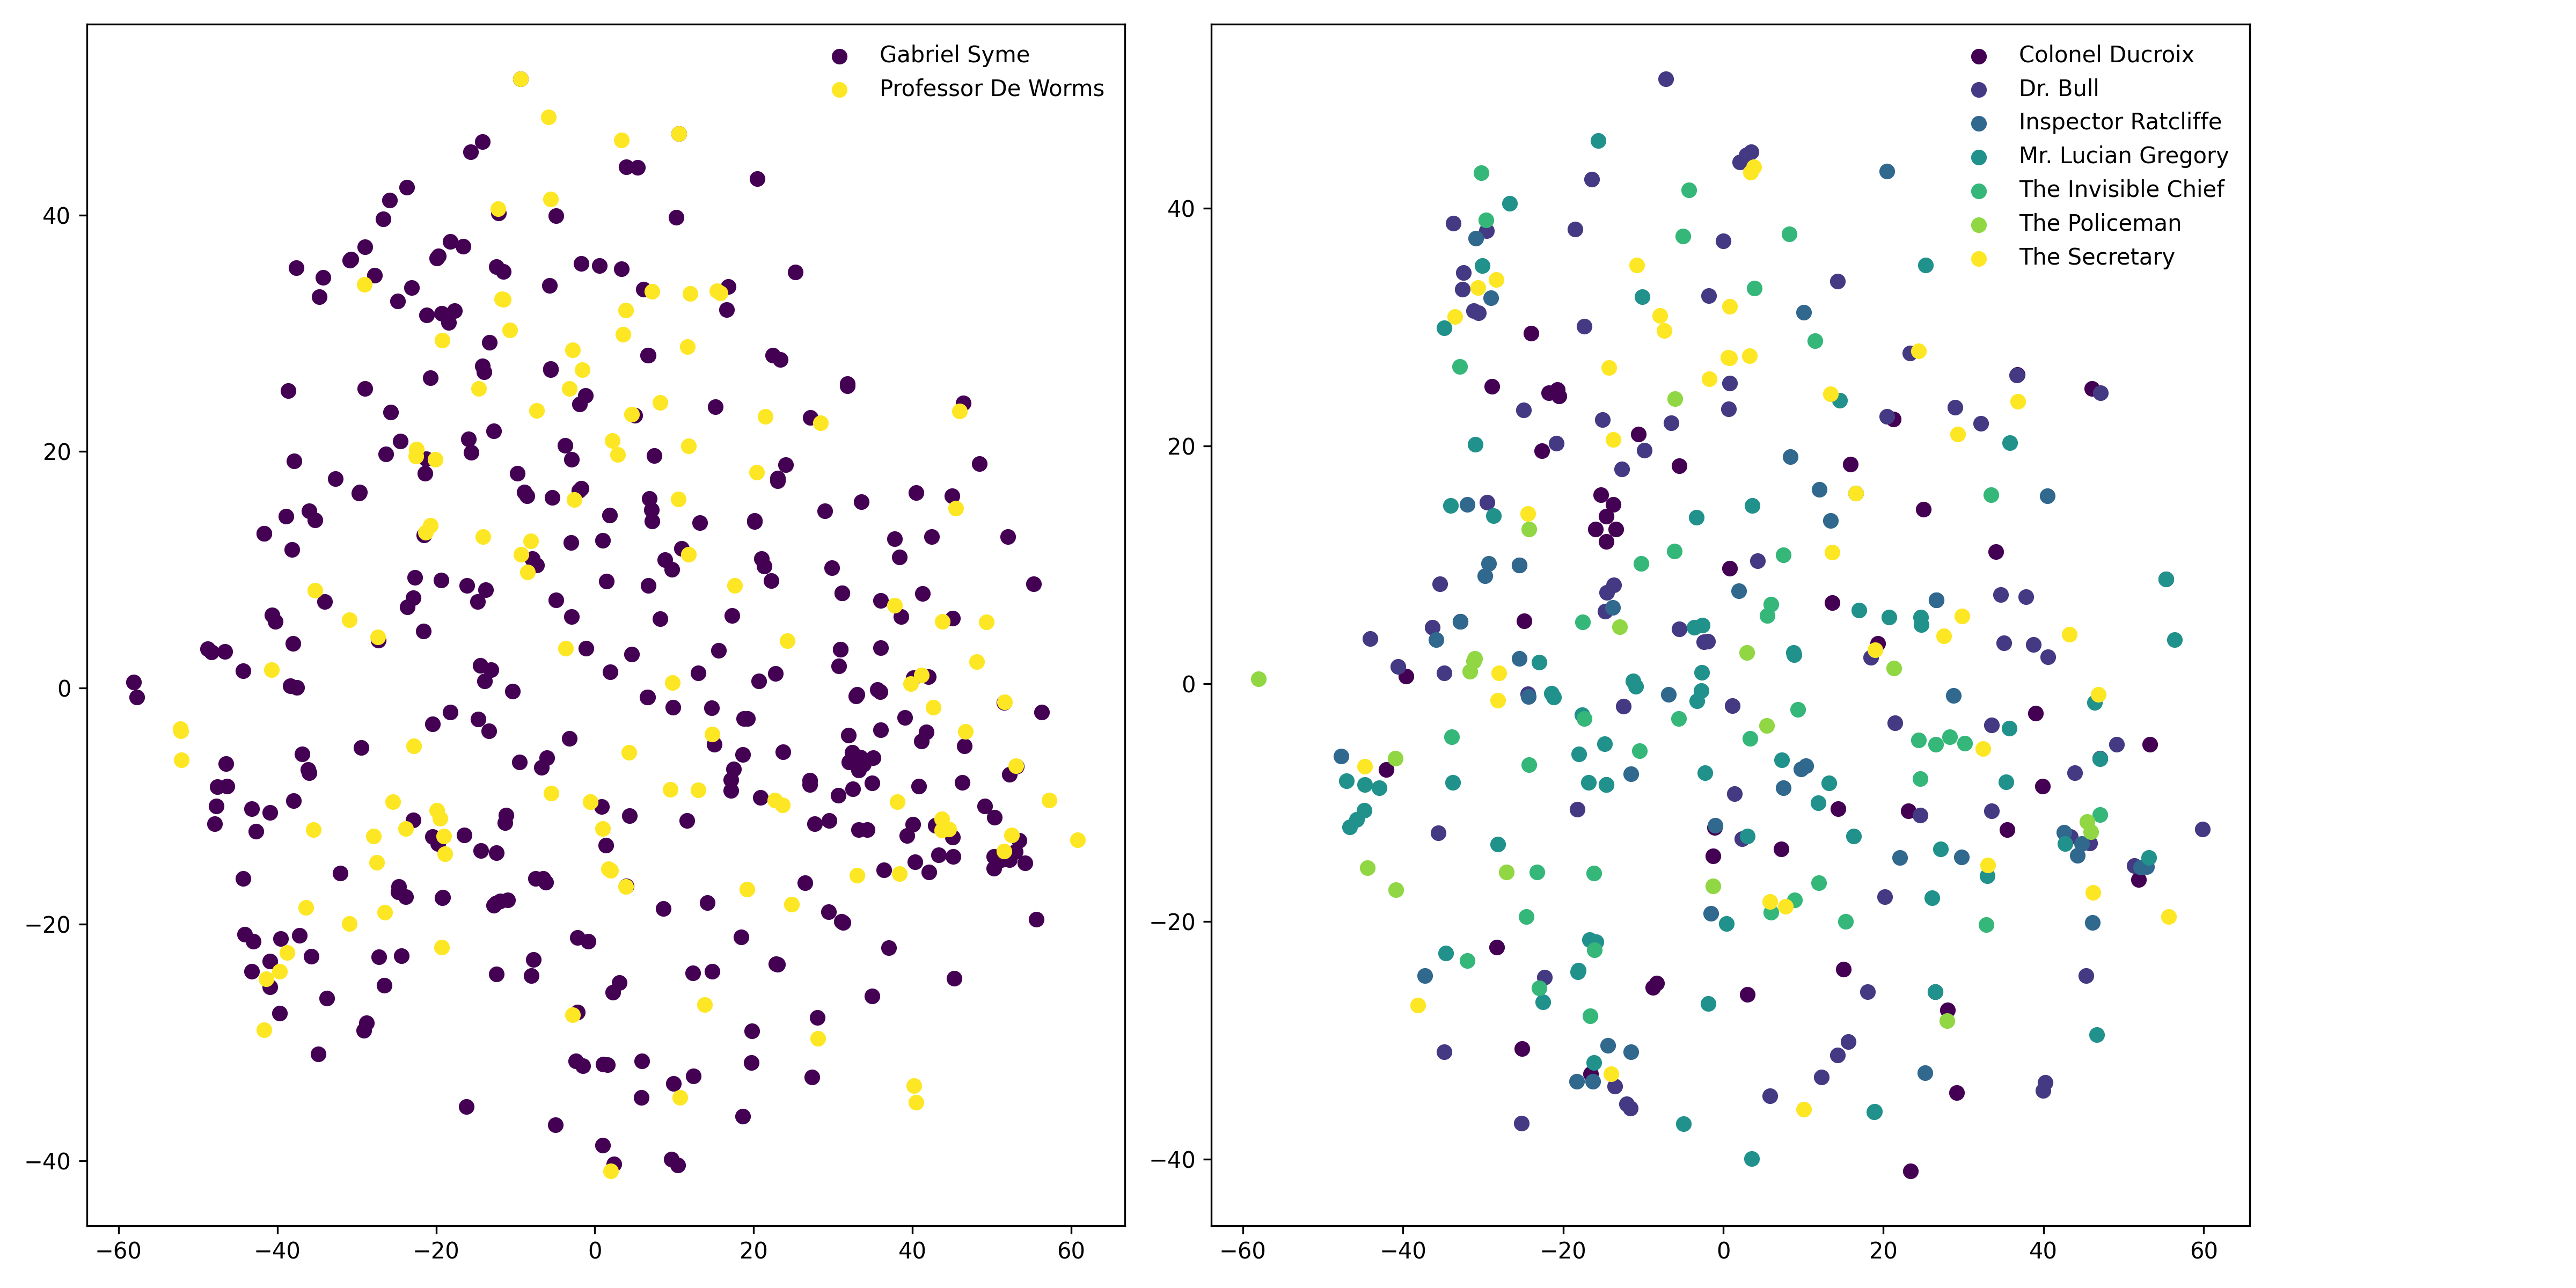 Gabriel Syme
Professor De Worms
40
20
0
−20
−40
−60 −40 −20 0 20 40 60
Colonel Ducroix
Dr. Bull
Inspector Ratcliffe
Mr. Lucian Gregory
The Invisible Chief
The Policeman
The Secretary
40
20
0
−20
−40
−60 −40 −20 0 20 40 60